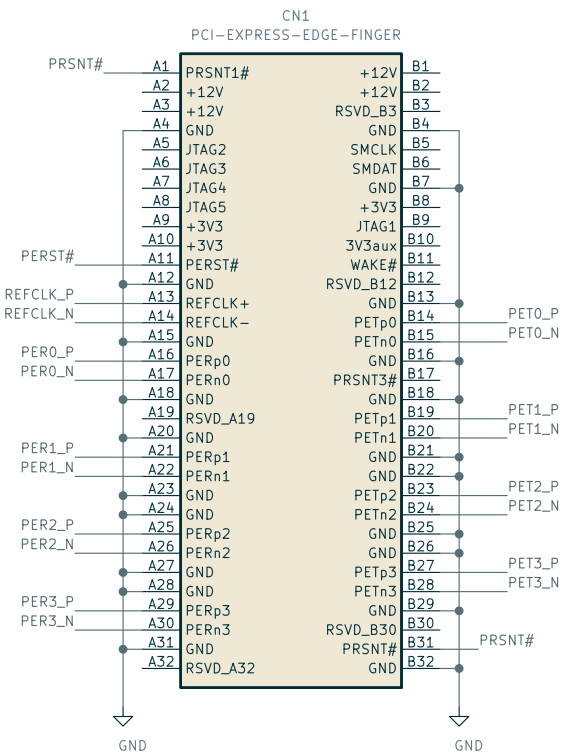 CN1
PCI-EXPRESS-EDGE-FINGER
PRSNT# A1 PRSNT1# +12V B1
A2 +12V +12V B2
A3 +12V RSVD_B3 B3
A4 GND GND B4
A5 JTAG2 SMCLK B5
A6 JTAG3 SMDAT B6
A7 JTAG4 GND B7
A8 JTAG5 +3V3 B8
A9 +3V3 JTAG1 B9
A10 +3V3 3V3aux B10
PERST# A11 PERST# WAKE# B11
A12 GND RSVD_B12 B12
REFCLK_P A13 REFCLK+ GND B13
REFCLK_N A14 REFCLK- PETp0 B14 PET0_P
A15 GND PETn0 B15 PET0_N
PER0_P A16 PERp0 GND B16
PER0_N A17 PERn0 PRSNT3# B17
A18 GND GND B18
A19 RSVD_A19 PETp1 B19 PET1_P
A20 GND PETn1 B20 PET1_N
PER1_P A21 PERp1 GND B21
PER1_N A22 PERn1 GND B22
A23 GND PETp2 B23 PET2_P
A24 GND PETn2 B24 PET2_N
PER2_P A25 PERp2 GND B25
PER2_N A26 PERn2 GND B26
A27 GND PETp3 B27 PET3_P
A28 GND PETn3 B28 PET3_N
PER3_P A29 PERp3 GND B29
PER3_N A30 PERn3 RSVD_B30 B30
A31 GND PRSNT# B31 PRSNT#
A32 RSVD_A32 GND B32
GND GND